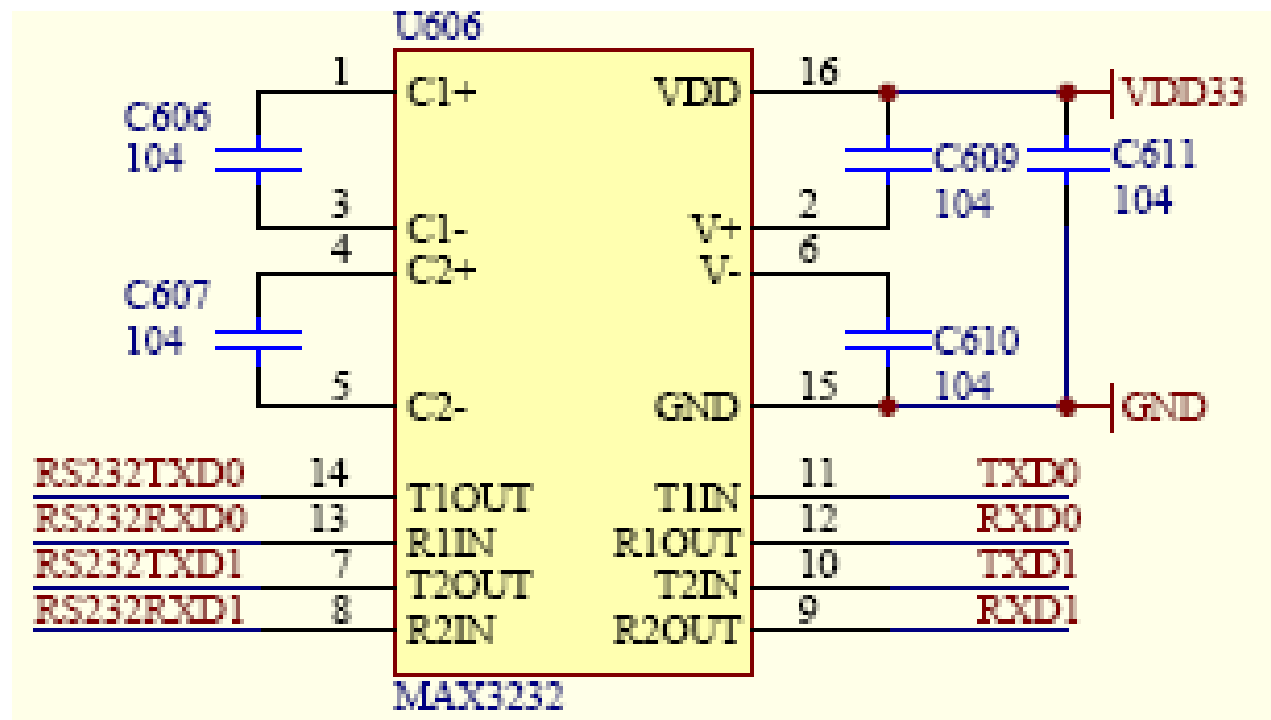 U606
1 C1+ VDD 16 VDD33
C606 104
C609 104
C611 104
3 C1- V+ 2
4 C2+ V- 6
C607 104
C610 104
5 C2- GND 15 GND
RS232TXD0 14 T1OUT T1IN 11 TXD0
RS232RXD0 13 R1IN R1OUT 12 RXD0
RS232TXD1 7 T2OUT T2IN 10 TXD1
RS232RXD1 8 R2IN R2OUT 9 RXD1
MAX3232